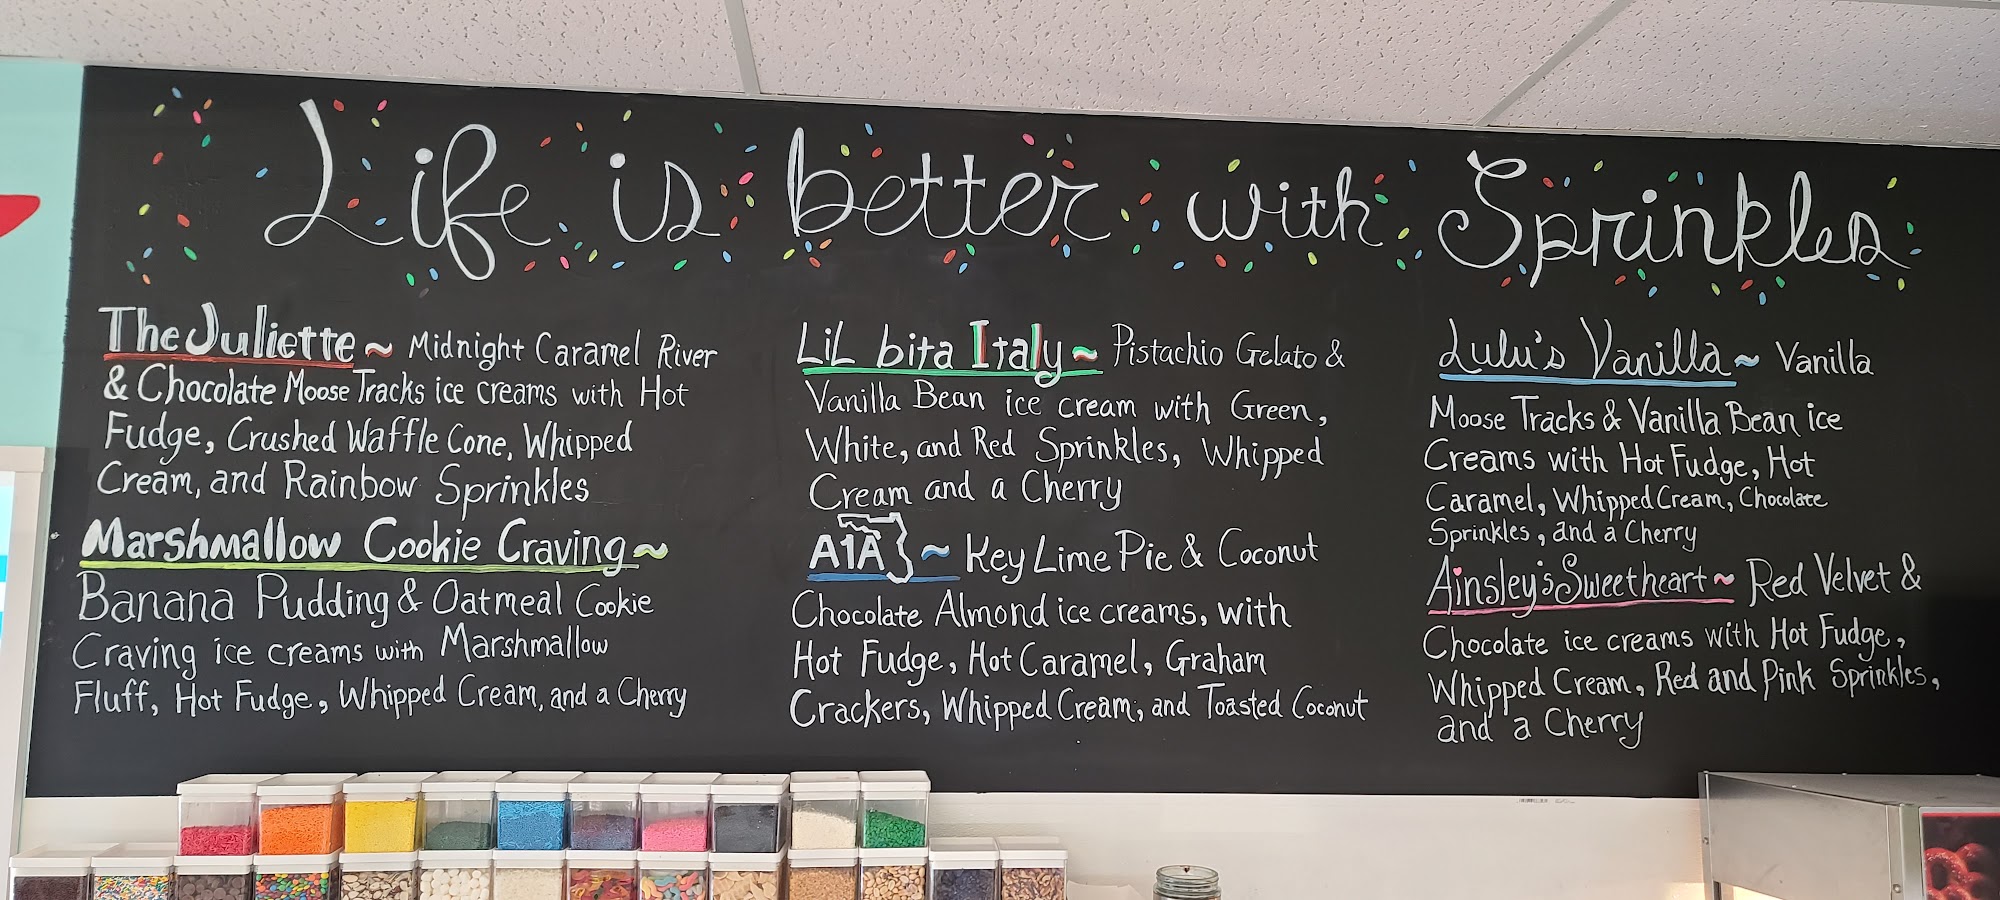 Life is better with Sprinkles
The Juliette ~ Midnight Caramel River
& Chocolate Moose Tracks ice creams with Hot
Fudge, Crushed Waffle Cone, Whipped
Cream, and Rainbow Sprinkles
Marshmallow Cookie Craving ~
Banana Pudding & Oatmeal Cookie
Craving ice creams with Marshmallow
Fluff, Hot Fudge, Whipped Cream, and a Cherry
LiL bita Italy ~ Pistachio Gelato &
Vanilla Bean ice cream with Green,
White, and Red Sprinkles, Whipped
Cream and a Cherry
A1A ~ Key Lime Pie & Coconut
Chocolate Almond ice creams, with
Hot Fudge, Hot Caramel, Graham
Crackers, Whipped Cream, and Toasted Coconut
Lulu's Vanilla ~ Vanilla
Moose Tracks & Vanilla Bean ice
Creams with Hot Fudge, Hot
Caramel, Whipped Cream, Chocolate
Sprinkles, and a Cherry
Ainsley's Sweetheart ~ Red Velvet &
Chocolate ice creams with Hot Fudge,
Whipped Cream, Red and Pink Sprinkles,
and a Cherry